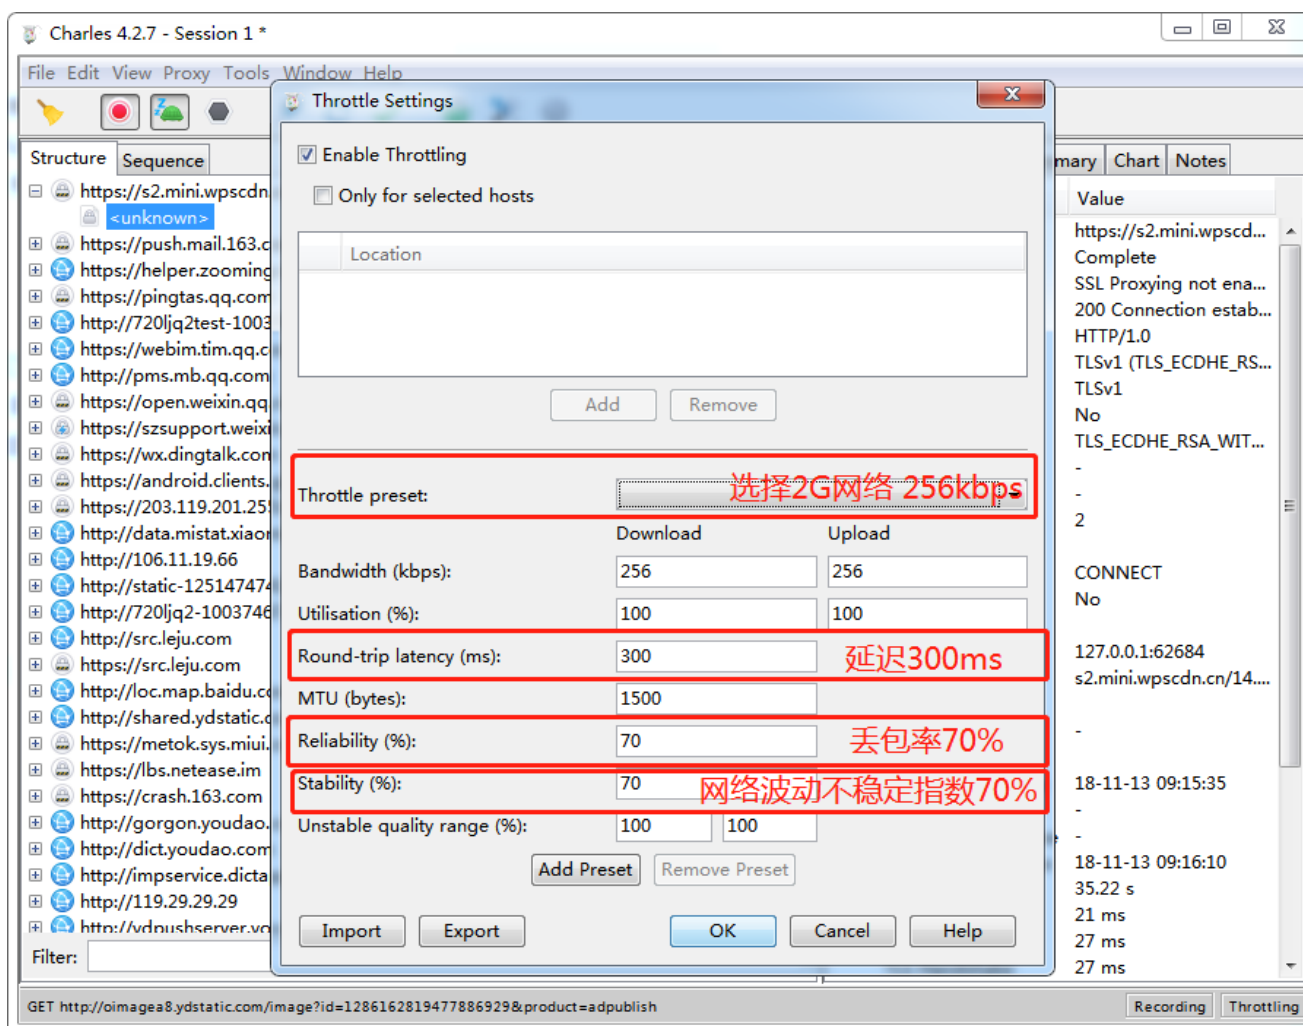 Charles 4.2.7 - Session 1 *
File Edit View Proxy Tools Window Help
Throttle Settings
Structure
Sequence
Enable Throttling
Only for selected hosts
Location
Add
Remove
https://s2.mini.wpscdn.
<unknown>
https://push.mail.163.c
https://helper.zooming
https://pingtas.qq.com
http://720ljq2test-1003
https://webim.tim.qq.c
http://pms.mb.qq.com
https://open.weixin.qq.
https://szsupport.weixi
https://wx.dingtalk.con
https://android.clients.
https://203.119.201.255
http://data.mistat.xiaor
http://106.11.19.66
http://static-125147474
http://720ljq2-1003746
http://src.leju.com
https://src.leju.com
http://loc.map.baidu.cc
http://shared.ydstatic.c
https://metok.sys.miui.
https://lbs.netease.im
https://crash.163.com
http://gorgon.youdao.
http://dict.youdao.com
http://impservice.dicta
http://119.29.29.29
http://vdpushserver.yo
Filter:
Throttle preset:
选择2G网络 256kbps
Download
Upload
Bandwidth (kbps):
256
256
Utilisation (%):
100
100
Round-trip latency (ms):
300
延迟300ms
MTU (bytes):
1500
Reliability (%):
70
丢包率70%
Stability (%):
70
网络波动不稳定指数70%
Unstable quality range (%):
100
100
Add Preset
Remove Preset
Import
Export
OK
Cancel
Help
mary
Chart
Notes
Value
https://s2.mini.wpscd...
Complete
SSL Proxying not ena...
200 Connection estab...
HTTP/1.0
TLSv1 (TLS_ECDHE_RS...
TLSv1
No
TLS_ECDHE_RSA_WIT...
-
-
2
CONNECT
No
127.0.0.1:62684
s2.mini.wpscdn.cn/14....
-
18-11-13 09:15:35
-
-
18-11-13 09:16:10
35.22 s
21 ms
27 ms
27 ms
GET http://oimagea8.ydstatic.com/image?id=1286162819477886929&product=adpublish
Recording
Throttling